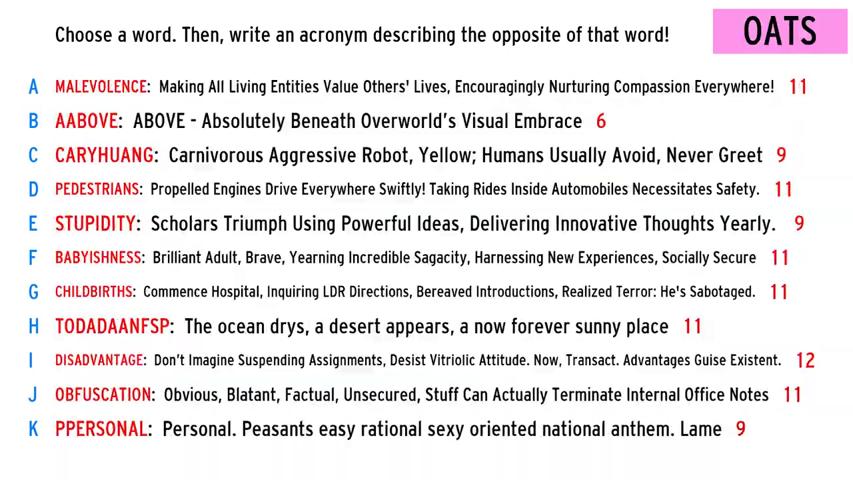 Choose a word. Then, write an acronym describing the opposite of that word!
OATS
A MALEVOLENCE: Making All Living Entities Value Others' Lives, Encouragingly Nurturing Compassion Everywhere! 11
B AABOVE: ABOVE - Absolutely Beneath Overworld's Visual Embrace 6
C CARYHUANG: Carnivorous Aggressive Robot, Yellow; Humans Usually Avoid, Never Greet 9
D PEDESTRIANS: Propelled Engines Drive Everywhere Swiftly! Taking Rides Inside Automobiles Necessitates Safety. 11
E STUPIDITY: Scholars Triumph Using Powerful Ideas, Delivering Innovative Thoughts Yearly. 9
F BABYISHNESS: Brilliant Adult, Brave, Yearning Incredible Sagacity, Harnessing New Experiences, Socially Secure 11
G CHILDBIRTHS: Commence Hospital, Inquiring LDR Directions, Bereaved Introductions, Realized Terror: He's Sabotaged. 11
H TODADAANFSP: The ocean drys, a desert appears, a now forever sunny place 11
I DISADVANTAGE: Don't Imagine Suspending Assignments, Desist Vitriolic Attitude. Now, Transact. Advantages Guise Existent. 12
J OBFUSCATION: Obvious, Blatant, Factual, Unsecured, Stuff Can Actually Terminate Internal Office Notes 11
K PPERSONAL: Personal. Peasants easy rational sexy oriented national anthem. Lame 9